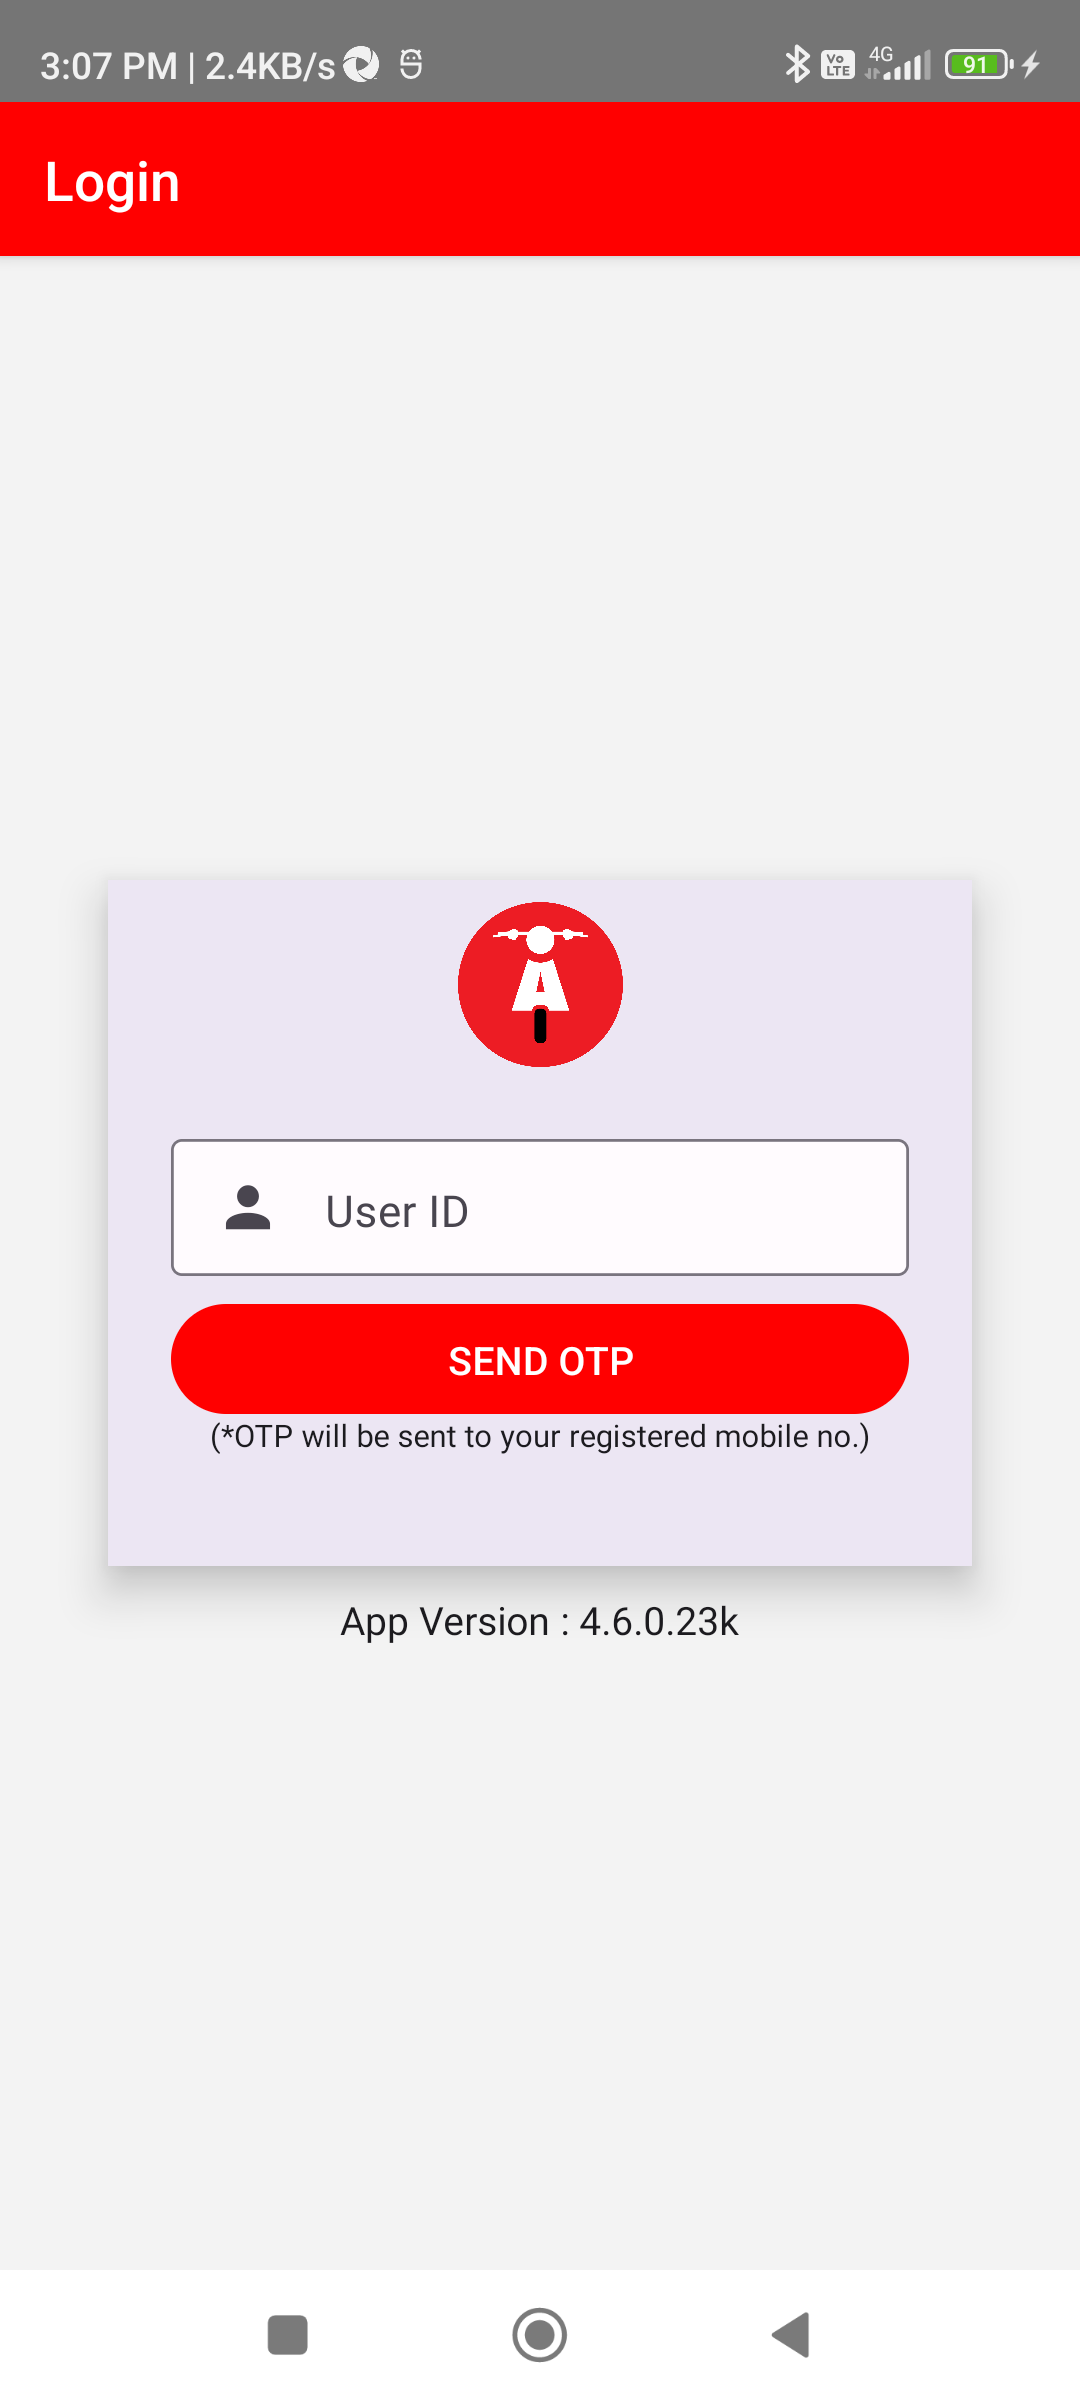 3:07 PM | 2.4KB/s
Vo LTE
4G
91
Login
User ID
SEND OTP
(*OTP will be sent to your registered mobile no.)
App Version : 4.6.0.23k